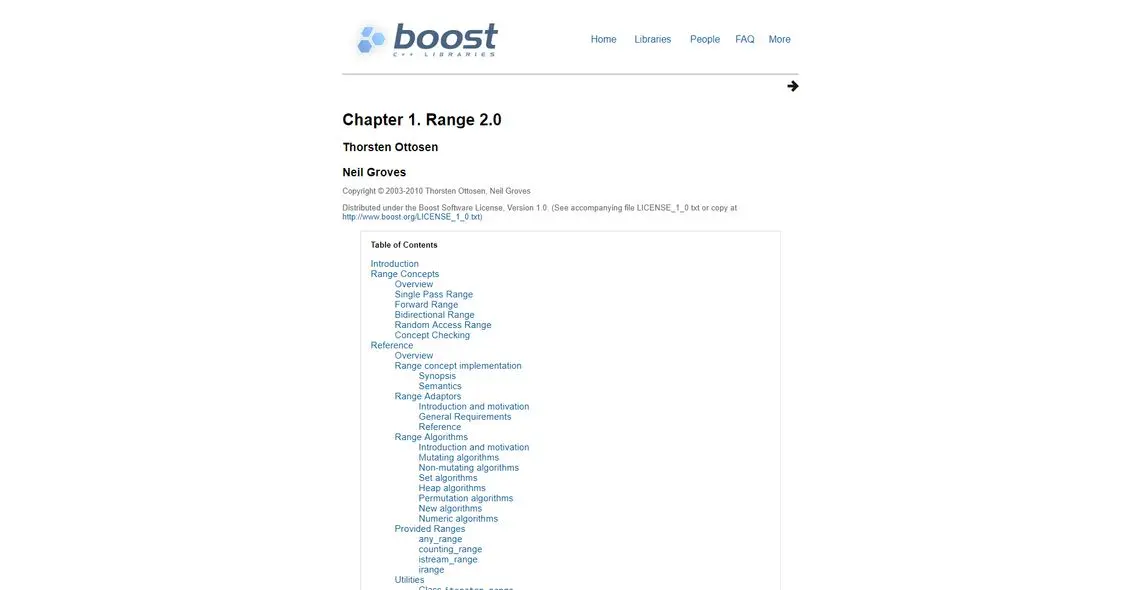 boost
C++ LIBRARIES
Home Libraries People FAQ More
Chapter 1. Range 2.0
Thorsten Ottosen
Neil Groves
Copyright © 2003-2010 Thorsten Ottosen, Neil Groves
Distributed under the Boost Software License, Version 1.0. (See accompanying file LICENSE_1_0 txt or copy at
http://www.boost.org/LICENSE_1_0.txt)
Table of Contents
Introduction
Range Concepts
Overview
Single Pass Range
Forward Range
Bidirectional Range
Random Access Range
Concept Checking
Reference
Overview
Range concept implementation
Synopsis
Semantics
Range Adaptors
Introduction and motivation
General Requirements
Reference
Range Algorithms
Introduction and motivation
Mutating algorithms
Non-mutating algorithms
Set algorithms
Heap algorithms
Permutation algorithms
New algorithms
Numeric algorithms
Provided Ranges
any_range
counting_range
istream_range
irange
Utilities
Class